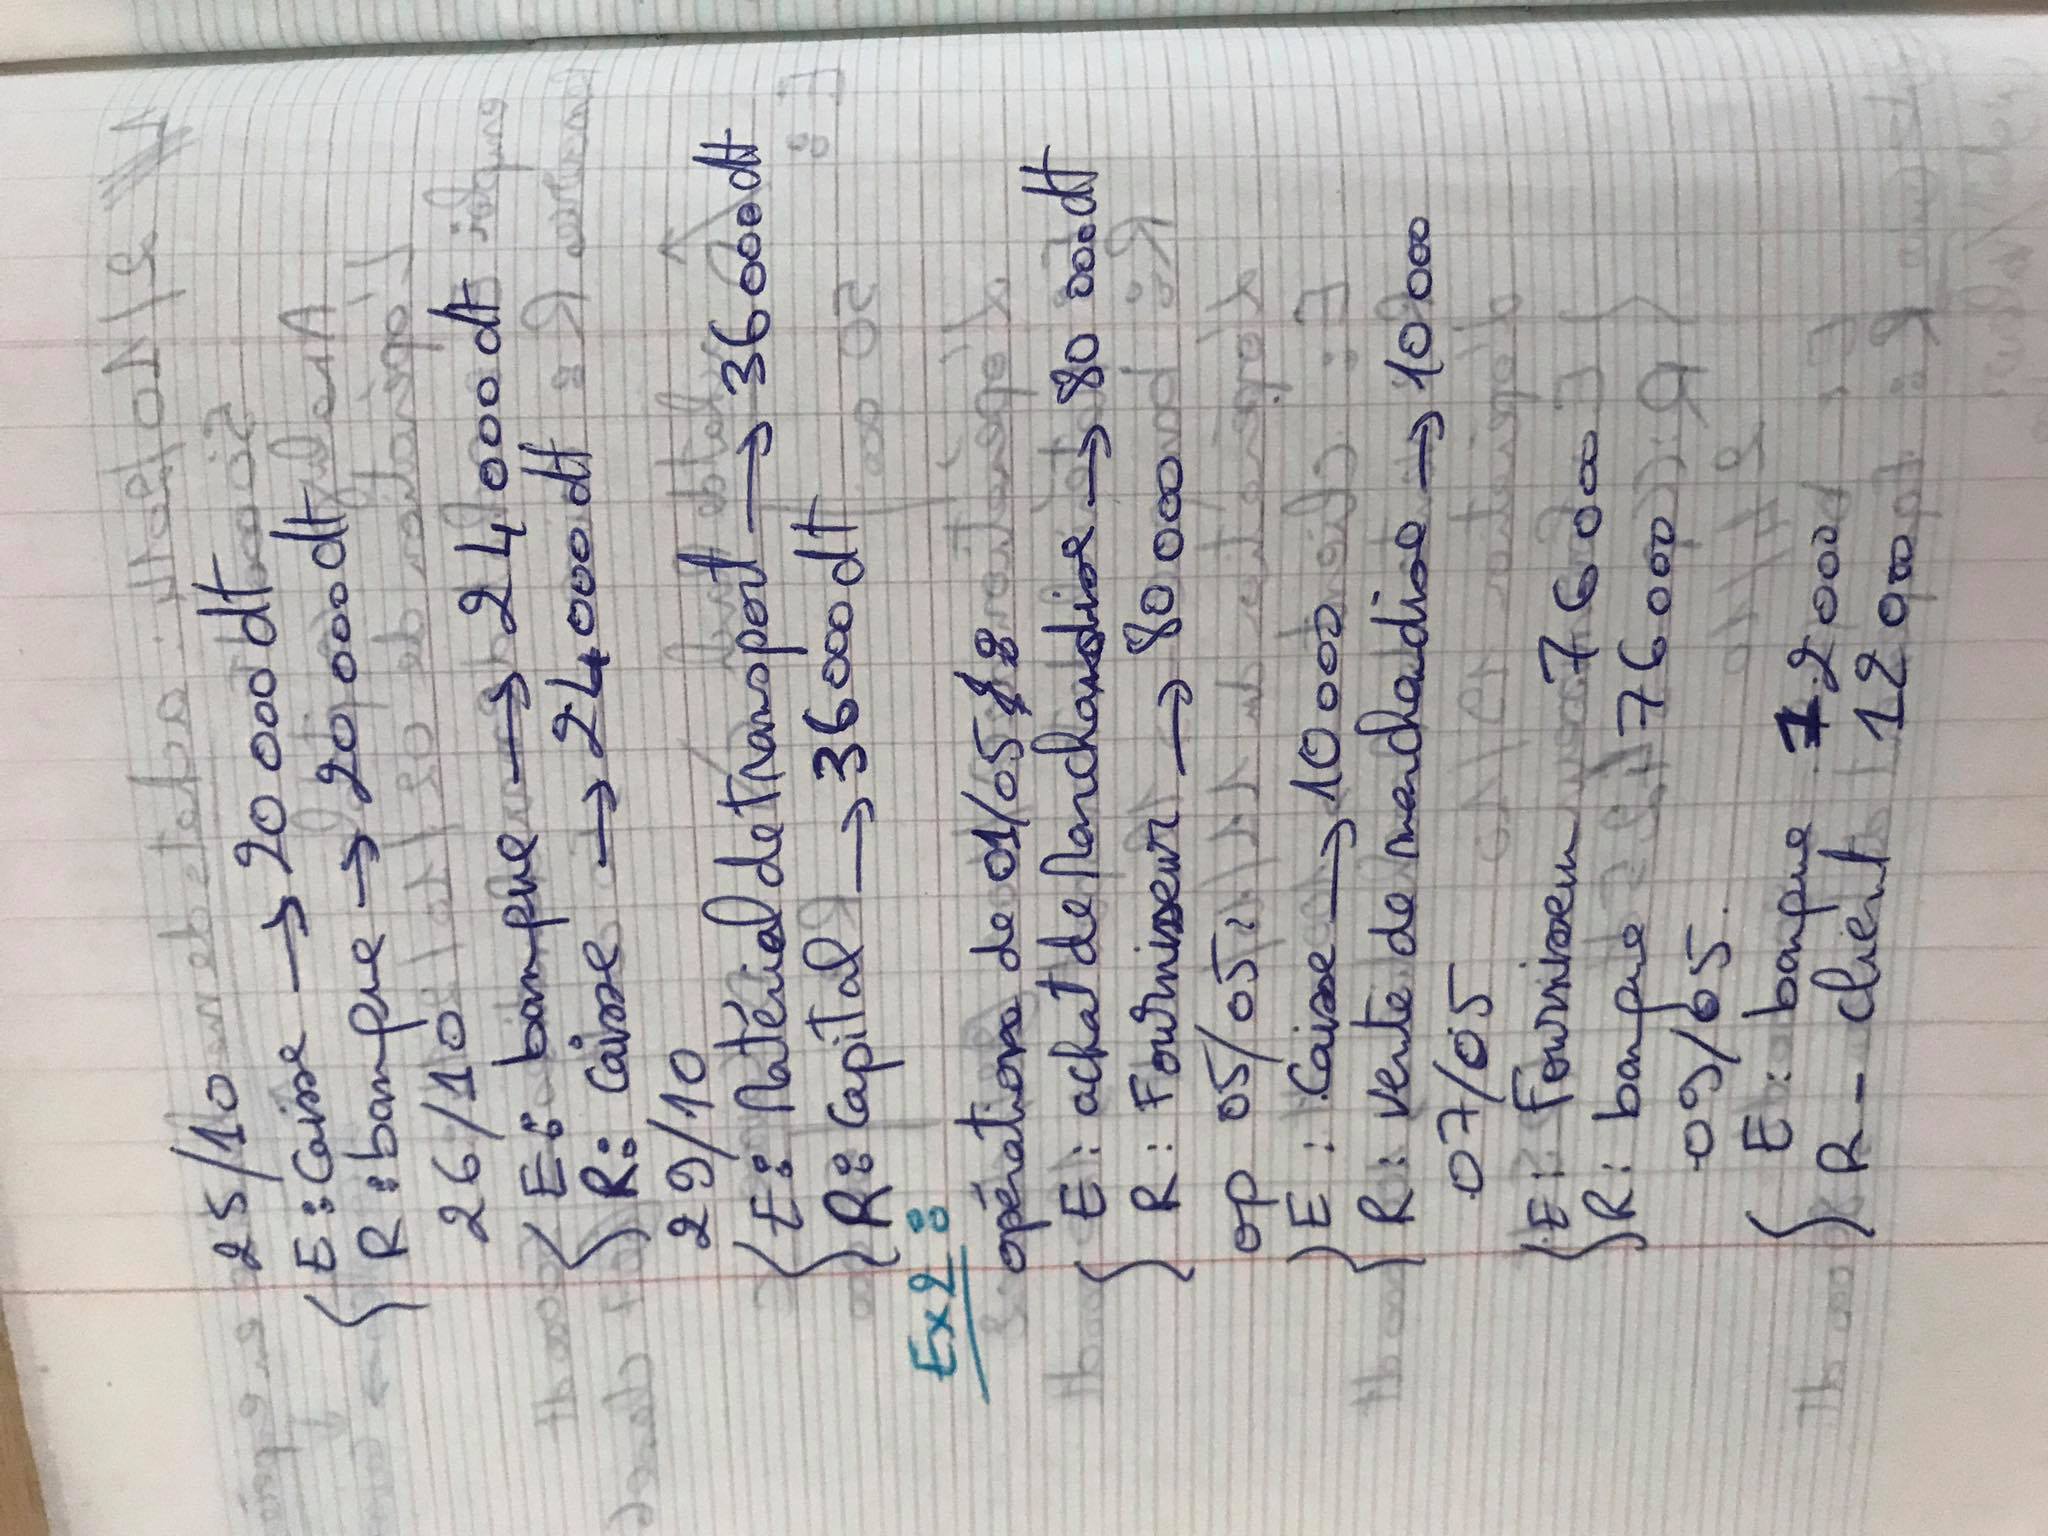 25/10
E: Caisse → 20 000 dt
R: banque → 20 000 dt
26/10
E: banque → 24 000 dt
R: Caisse → 24 000 dt
29/10
E: Matériel de transport → 36 000 dt
R: Capital → 36 000 dt
Ex2:
opérations de 01/05
E: achat de Marchandise → 80 000 dt
R: Fournisseur → 80 000
op 05/05:
E: Caisse → 10 000
R: vente de marchandise → 10 000
07/05
E: Fournisseur 76 000
R: banque 76 000
09/05.
E: banque 12 000
R - client 12 000